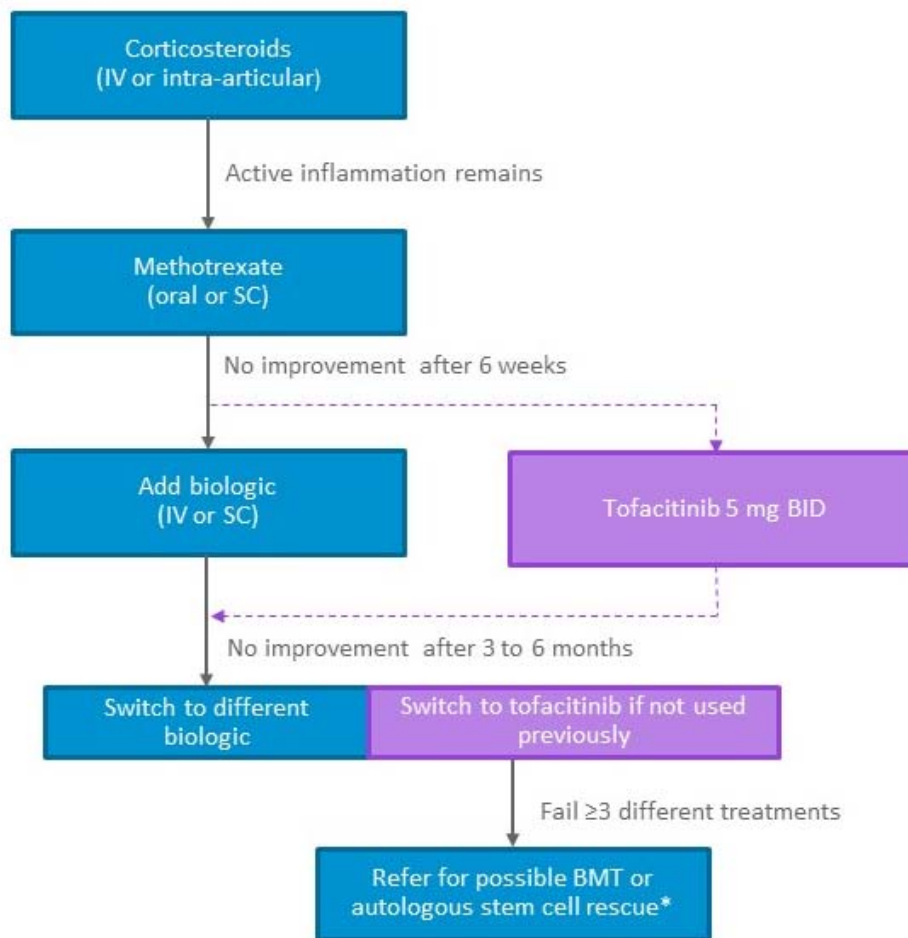 Corticosteroids
(IV or intra-articular)
Active inflammation remains
Methotrexate
(oral or SC)
No improvement after 6 weeks
Add biologic
(IV or SC)
Tofacitinib 5 mg BID
No improvement after 3 to 6 months
Switch to different
biologic
Switch to tofacitinib if not used
previously
Fail ≥3 different treatments
Refer for possible BMT or
autologous stem cell rescue*